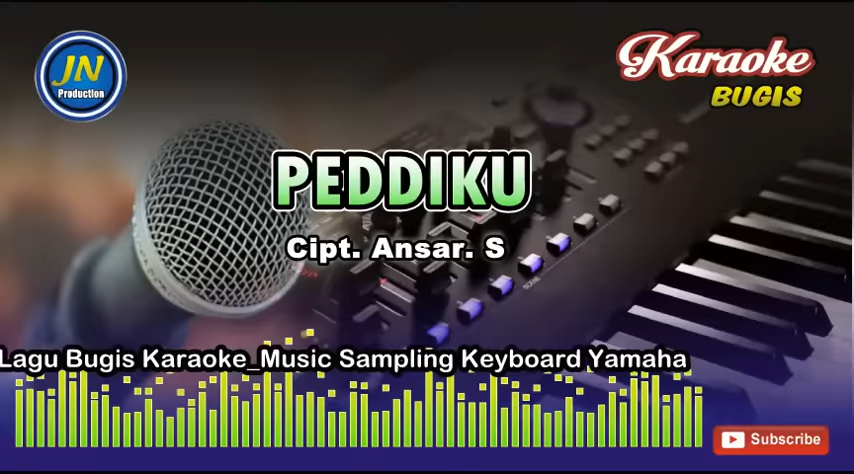 JN
Production
Karaoke
BUGIS
PEDDIKU
Cipt. Ansar. S
Lagu Bugis Karaoke_Music Sampling Keyboard Yamaha
Subscribe